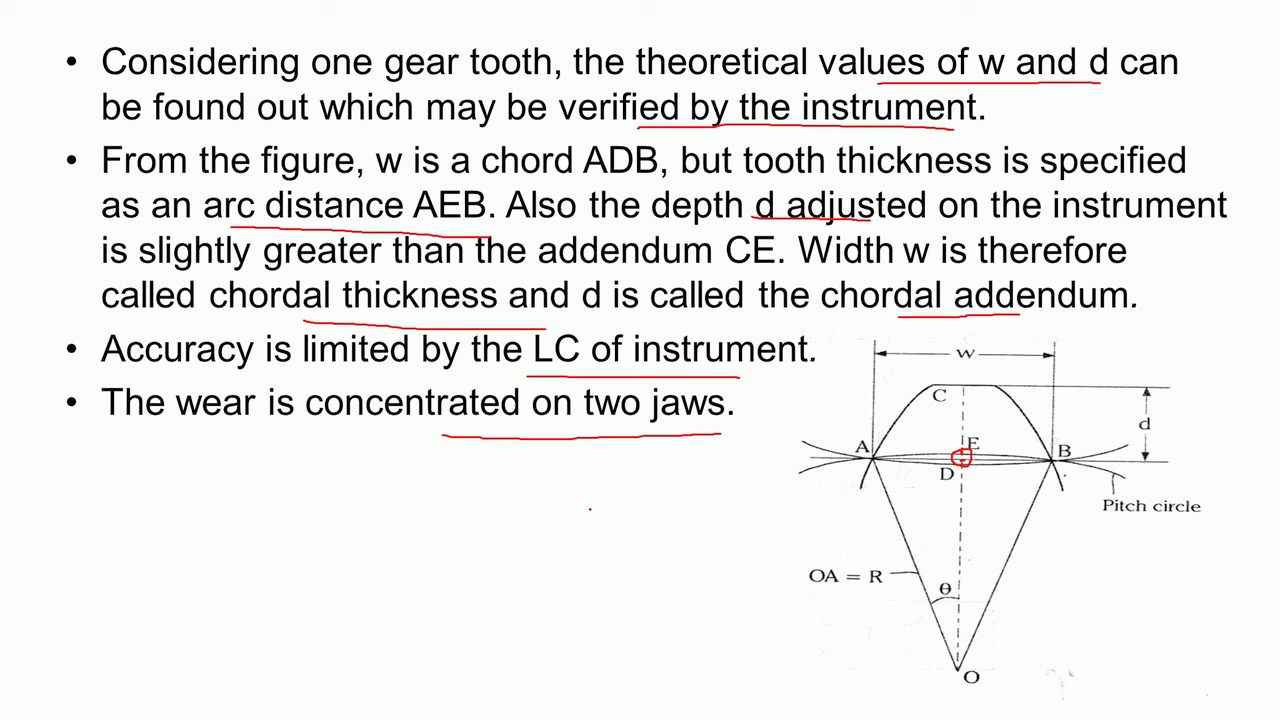 • Considering one gear tooth, the theoretical values of w and d can
be found out which may be verified by the instrument.
• From the figure, w is a chord ADB, but tooth thickness is specified
as an arc distance AEB. Also the depth d adjusted on the instrument
is slightly greater than the addendum CE. Width w is therefore
called chordal thickness and d is called the chordal addendum.
• Accuracy is limited by the LC of instrument.
• The wear is concentrated on two jaws.
w
C
d
A
E
B
D
Pitch circle
OA = R
θ
O